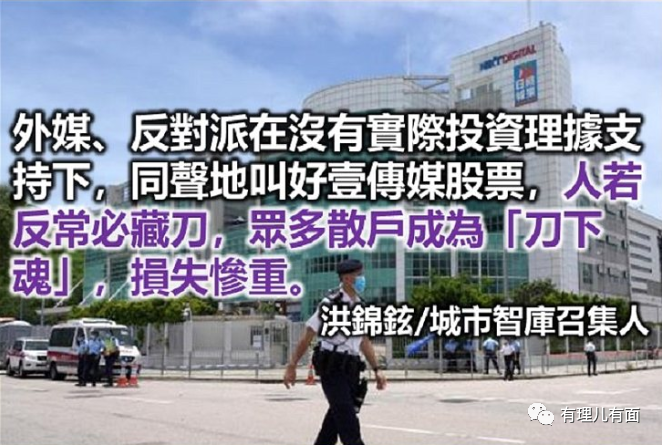 NEXT DIGITAL
外媒、反對派在沒有實際投資理據支
持下，同聲地叫好壹傳媒股票，人若
反常必藏刀，眾多散戶成為「刀下
魂」，損失慘重。
洪錦鉉/城市智庫召集人
有理儿有面